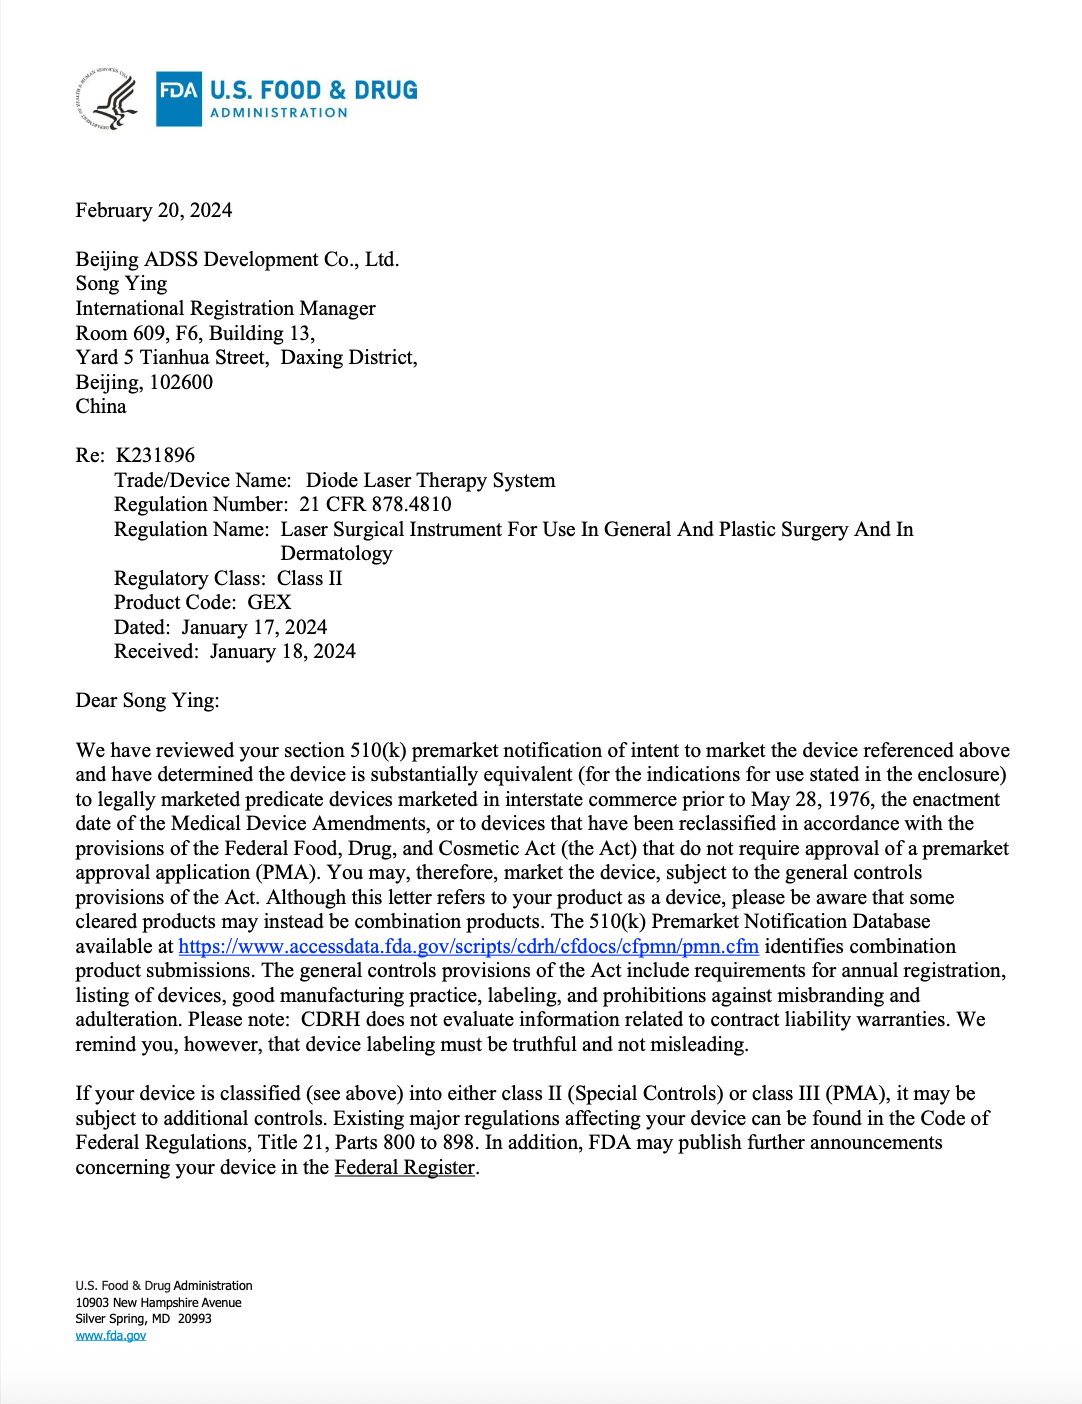 FDA U.S. FOOD & DRUG
ADMINISTRATION
February 20, 2024
Beijing ADSS Development Co., Ltd.
Song Ying
International Registration Manager
Room 609, F6, Building 13,
Yard 5 Tianhua Street,  Daxing District,
Beijing, 102600
China
Re:  K231896
Trade/Device Name:   Diode Laser Therapy System
Regulation Number:  21 CFR 878.4810
Regulation Name:  Laser Surgical Instrument For Use In General And Plastic Surgery And In
Dermatology
Regulatory Class:  Class II
Product Code:  GEX
Dated:  January 17, 2024
Received:  January 18, 2024
Dear Song Ying:
We have reviewed your section 510(k) premarket notification of intent to market the device referenced above
and have determined the device is substantially equivalent (for the indications for use stated in the enclosure)
to legally marketed predicate devices marketed in interstate commerce prior to May 28, 1976, the enactment
date of the Medical Device Amendments, or to devices that have been reclassified in accordance with the
provisions of the Federal Food, Drug, and Cosmetic Act (the Act) that do not require approval of a premarket
approval application (PMA). You may, therefore, market the device, subject to the general controls
provisions of the Act. Although this letter refers to your product as a device, please be aware that some
cleared products may instead be combination products. The 510(k) Premarket Notification Database
available at https://www.accessdata.fda.gov/scripts/cdrh/cfdocs/cfpmn/pmn.cfm identifies combination
product submissions. The general controls provisions of the Act include requirements for annual registration,
listing of devices, good manufacturing practice, labeling, and prohibitions against misbranding and
adulteration. Please note:  CDRH does not evaluate information related to contract liability warranties. We
remind you, however, that device labeling must be truthful and not misleading.
If your device is classified (see above) into either class II (Special Controls) or class III (PMA), it may be
subject to additional controls. Existing major regulations affecting your device can be found in the Code of
Federal Regulations, Title 21, Parts 800 to 898. In addition, FDA may publish further announcements
concerning your device in the Federal Register.
U.S. Food & Drug Administration
10903 New Hampshire Avenue
Silver Spring, MD  20993
www.fda.gov